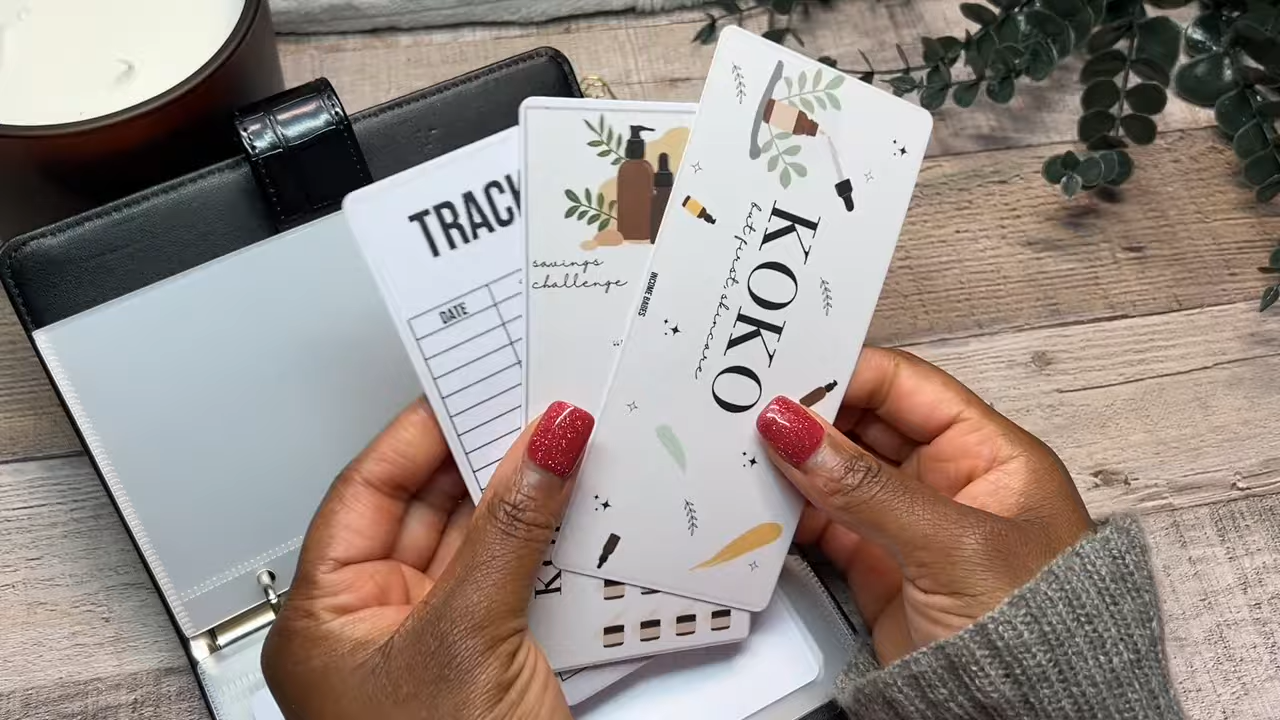 TRACK
DATE
savings
challenge
INCOME BABES
KOKO
but first, skincare